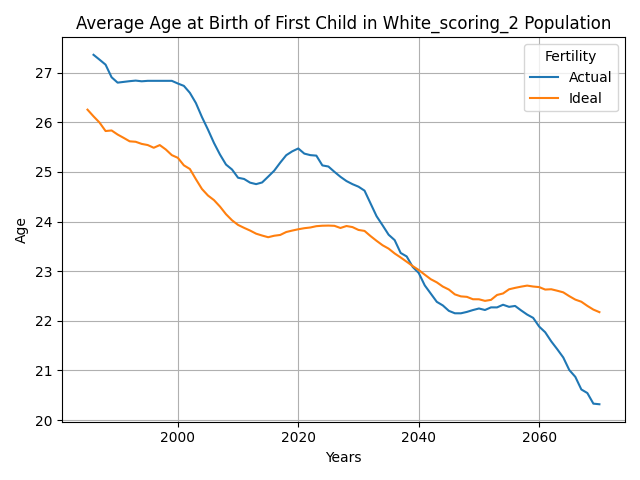 Average Age at Birth of First Child in White_scoring_2 Population
Fertility
Actual
Ideal
Age
27
26
25
24
23
22
21
20
2000
2020
2040
2060
Years